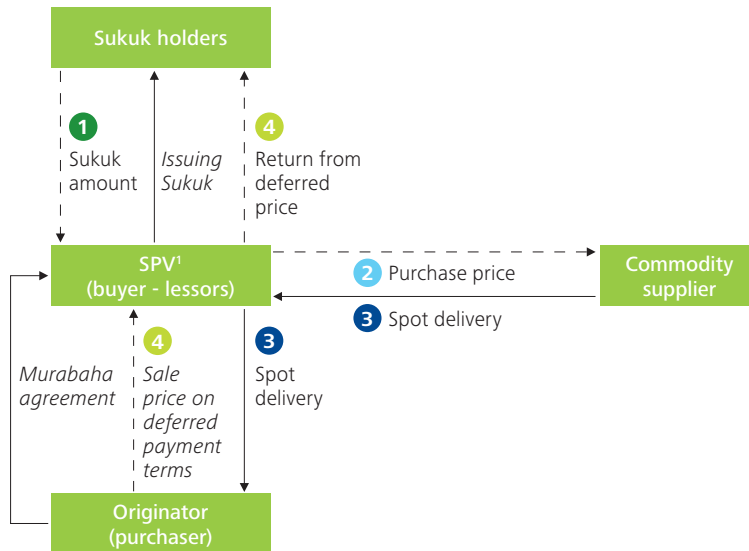 Sukuk holders
1
Sukuk
amount
Issuing
Sukuk
4
Return from
deferred
price
SPV¹
(buyer - lessors)
2 Purchase price
3 Spot delivery
Commodity
supplier
Murabaha
agreement
4
Sale
price on
deferred
payment
terms
3
Spot
delivery
Originator
(purchaser)